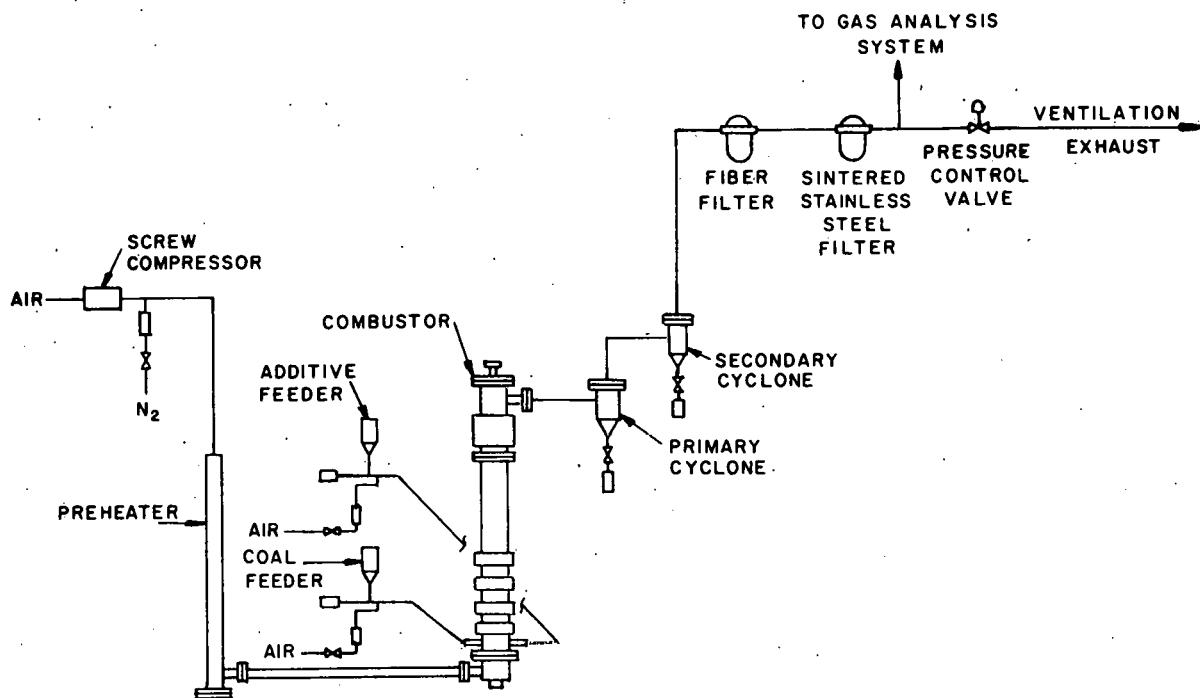 TO GAS ANALYSIS
SYSTEM
VENTILATION
EXHAUST
FIBER
FILTER
SINTERED
STAINLESS
STEEL
FILTER
PRESSURE
CONTROL
VALVE
SCREW
COMPRESSOR
AIR
N2
COMBUSTOR
SECONDARY
CYCLONE
ADDITIVE
FEEDER
PRIMARY
CYCLONE
PREHEATER
AIR
COAL
FEEDER
AIR